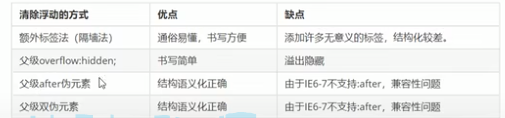 清除浮动的方式 优点 缺点
额外标签法（隔墙法） 通俗易懂，书写方便 添加许多无意义的标签，结构化较差。
父级overflow:hidden; 书写简单 溢出隐藏
父级after伪元素 结构语义化正确 由于IE6-7不支持:after，兼容性问题
父级双伪元素 结构语义化正确 由于IE6-7不支持:after，兼容性问题